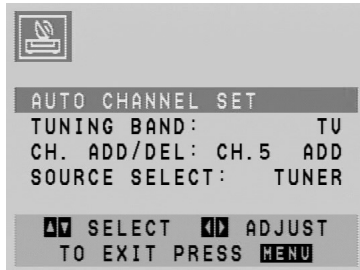 AUTO CHANNEL SET
TUNING BAND: TV
CH. ADD/DEL: CH.5 ADD
SOURCE SELECT: TUNER
SELECT ADJUST
TO EXIT PRESS MENU